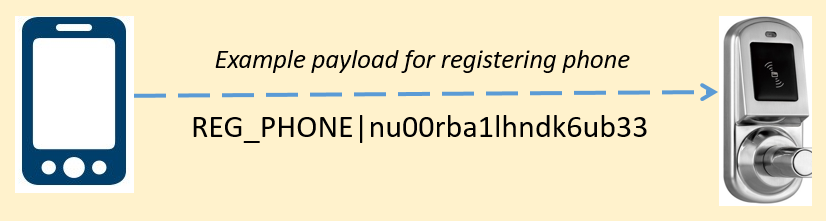 Example payload for registering phone
REG_PHONE|nu00rba1lhndk6ub33